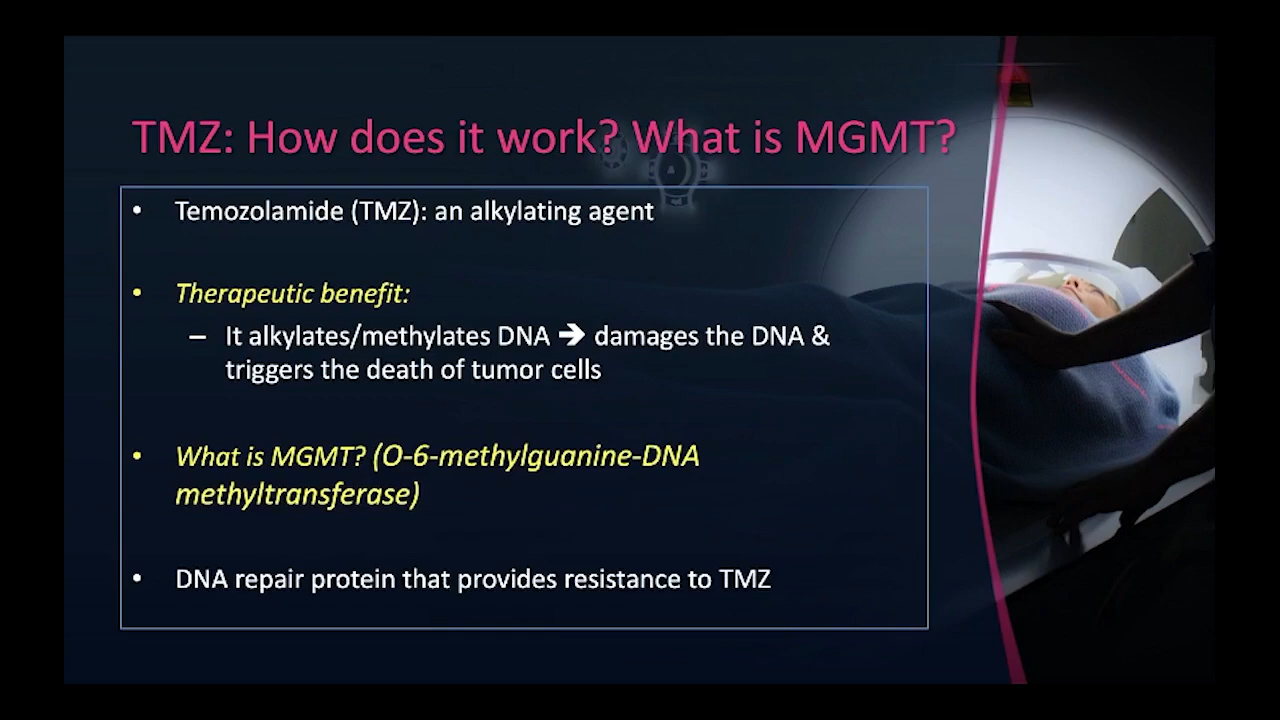 TMZ: How does it work? What is MGMT?
• Temozolamide (TMZ): an alkylating agent
• Therapeutic benefit:
– It alkylates/methylates DNA ➔ damages the DNA &
triggers the death of tumor cells
• What is MGMT? (O-6-methylguanine-DNA
methyltransferase)
• DNA repair protein that provides resistance to TMZ